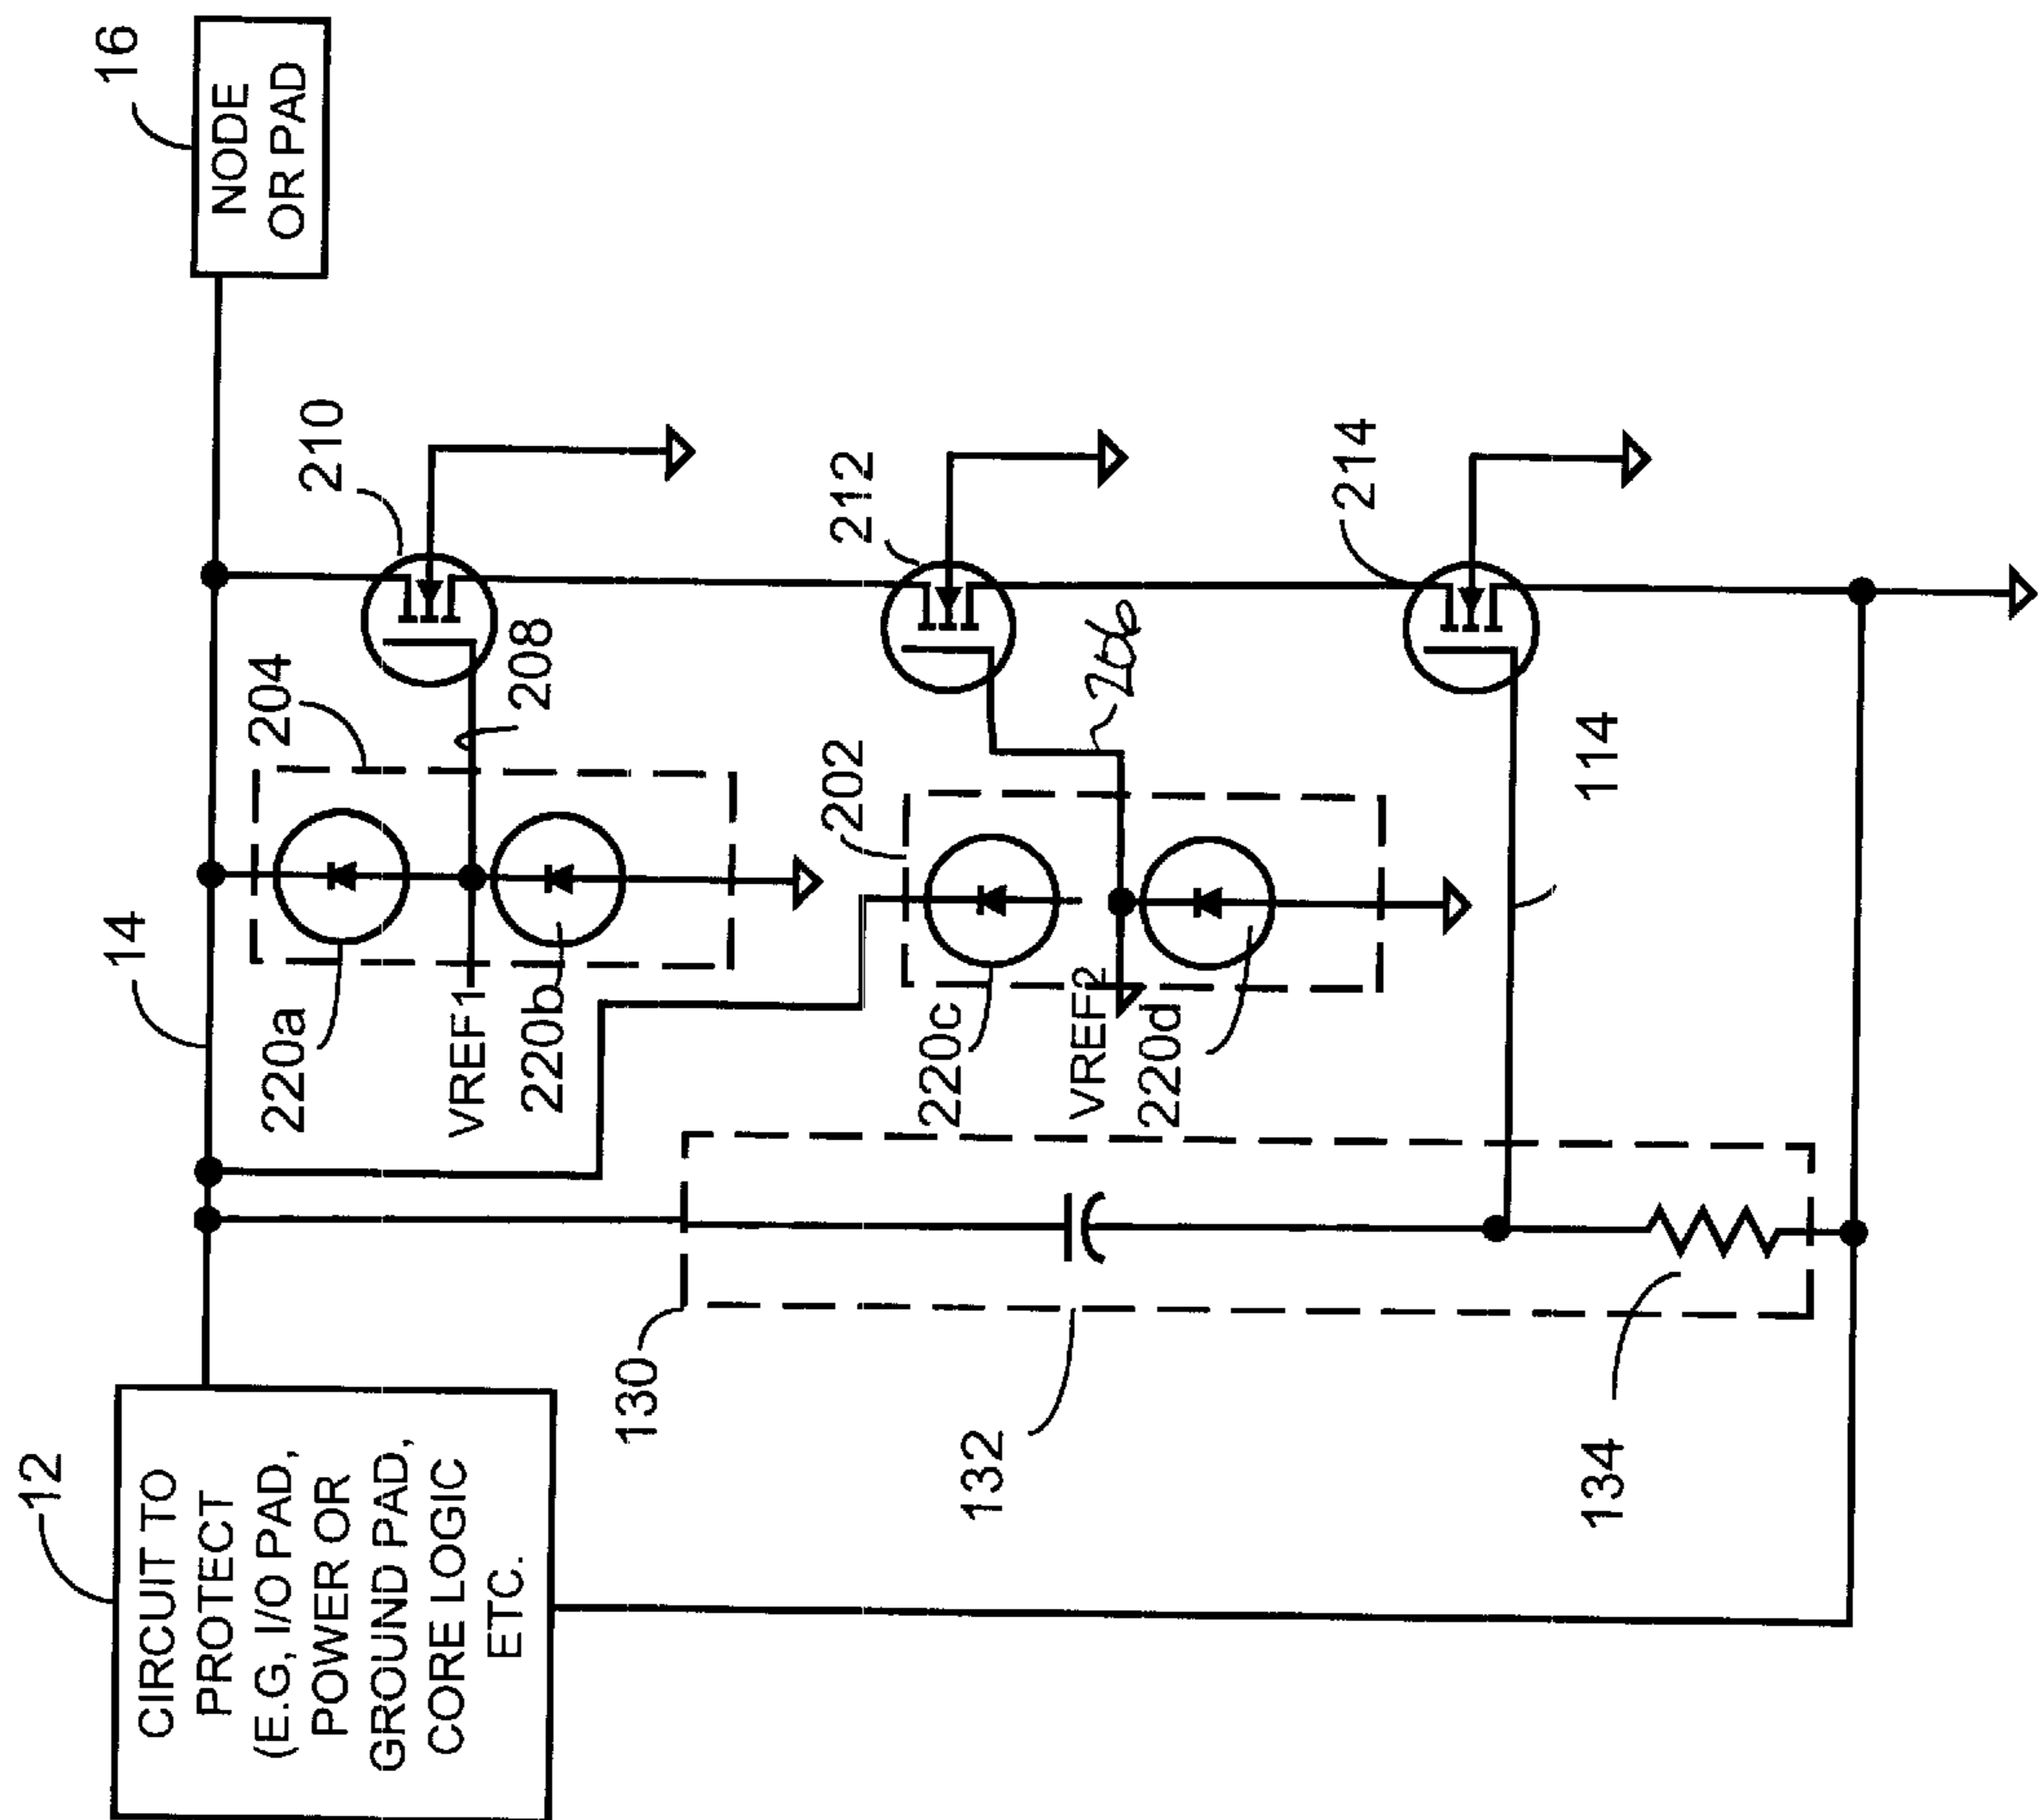 12
CIRCUIT TO
PROTECT
(E.G, I/O PAD,
POWER OR
GROUND PAD,
CORE LOGIC
ETC.
14
16
NODE
OR PAD
130
132
134
220a
VREF1
220b
204
208
210
220c
VREF2
220d
202
206
212
114
214